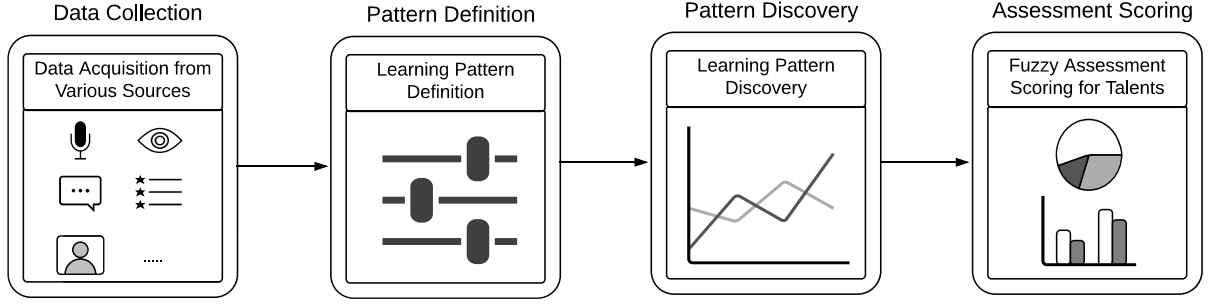 Data Collection
Data Acquisition from
Various Sources
.....
Pattern Definition
Learning Pattern
Definition
Pattern Discovery
Learning Pattern
Discovery
Assessment Scoring
Fuzzy Assessment
Scoring for Talents